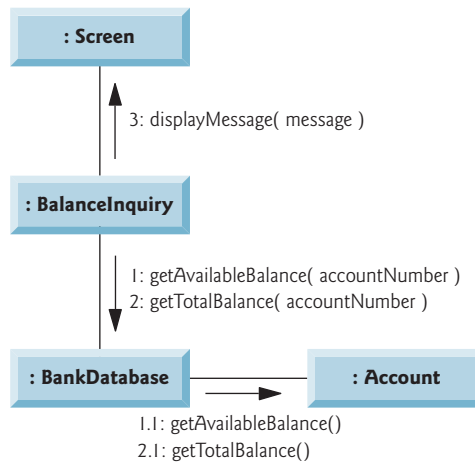 : Screen
3: displayMessage( message )
: BalanceInquiry
1: getAvailableBalance( accountNumber )
2: getTotalBalance( accountNumber )
: BankDatabase
: Account
1.1: getAvailableBalance()
2.1: getTotalBalance()